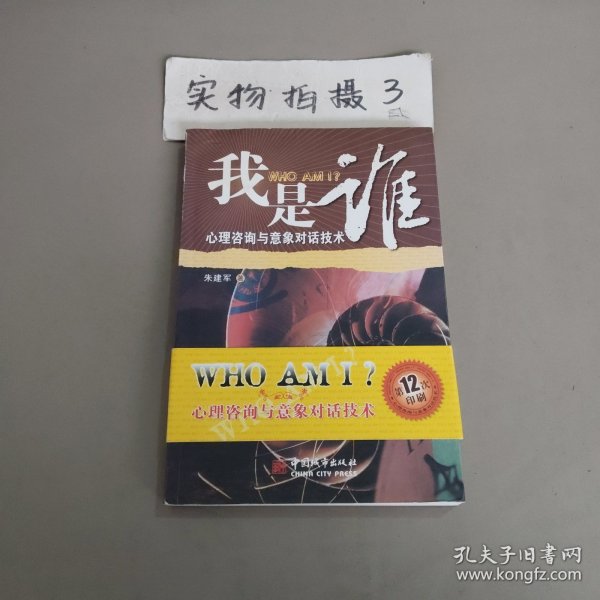 实物拍摄3
我是谁
WHO AM I?
心理咨询与意象对话技术
朱建军 著
WHO AM I?
心理咨询与意象对话技术
第12次
印刷
中国城市出版社
CHINA CITY PRESS
孔夫子旧书网
www.kongfz.com